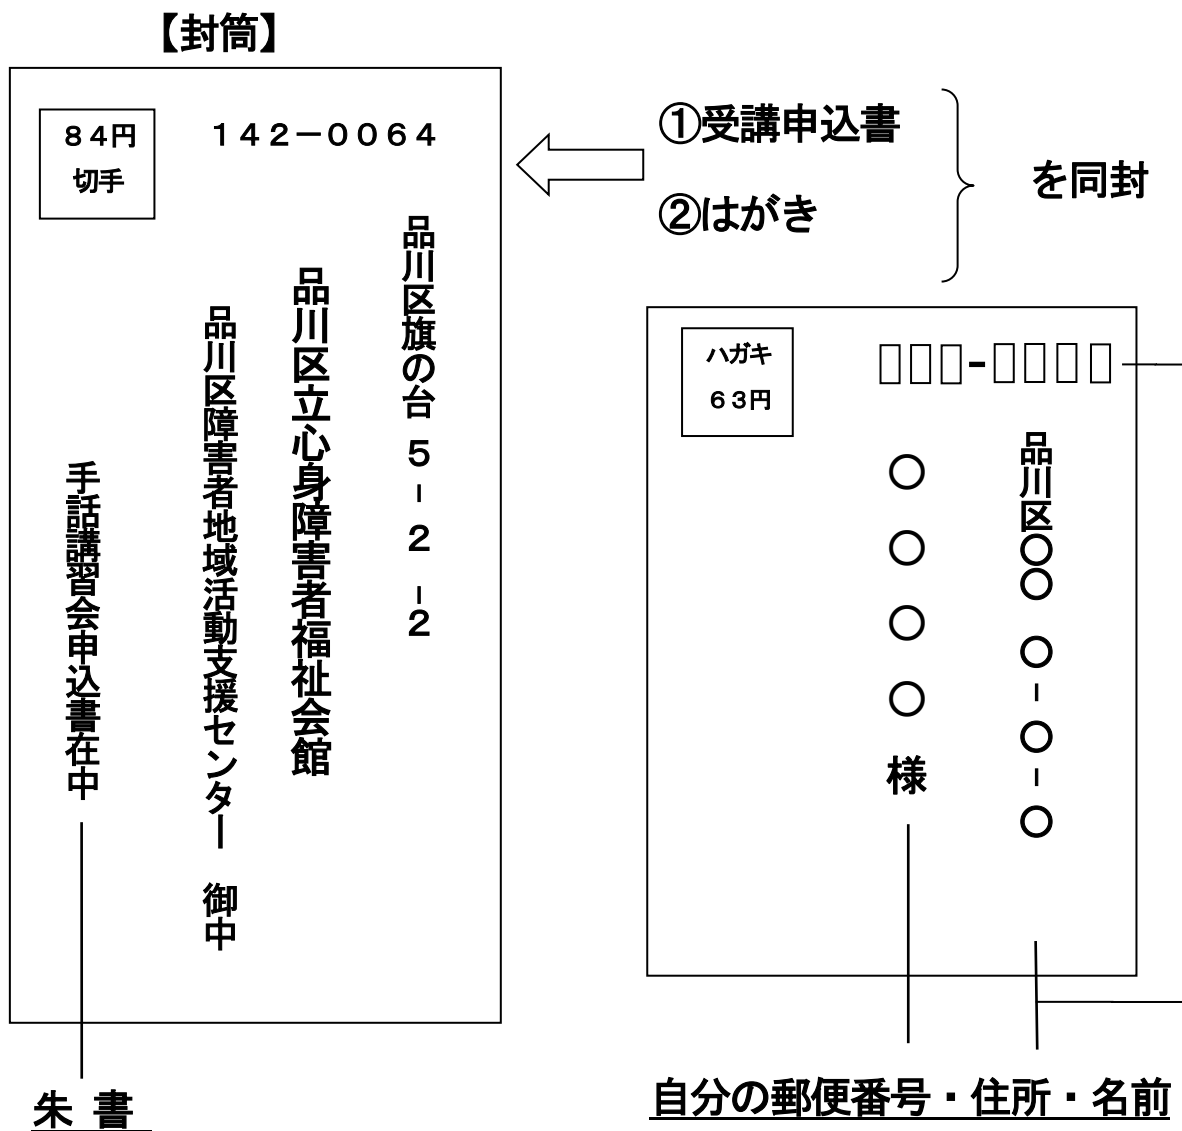 【封筒】
８４円
切手
１４２－００６４
品川区旗の台 ５－２－２
品川区立心身障害者福祉会館
品川区障害者地域活動支援センター　御中
手話講習会申込書在中
朱 書
①受講申込書
②はがき
を同封
ハガキ
６３円
□□□-□□□□
品川区○○　○－○－○
○○○○様
自分の郵便番号・住所・名前